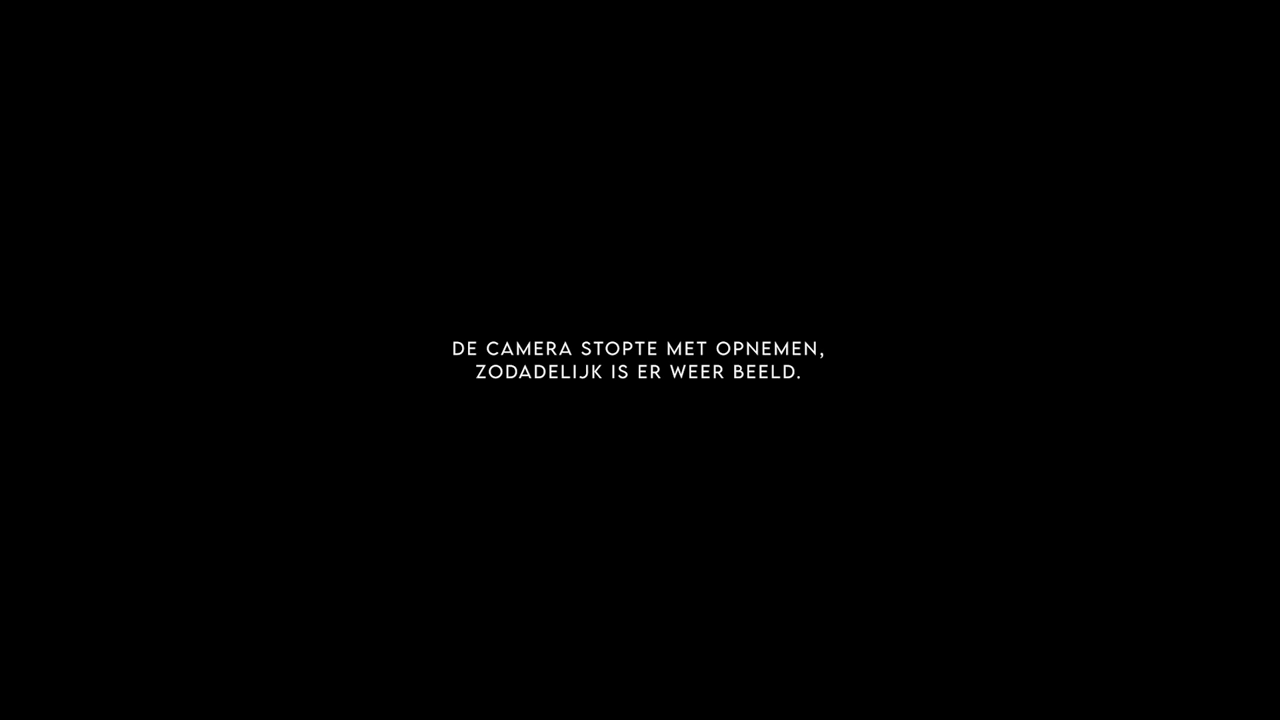 DE CAMERA STOPTE MET OPNEMEN,
ZODADELIJK IS ER WEER BEELD.